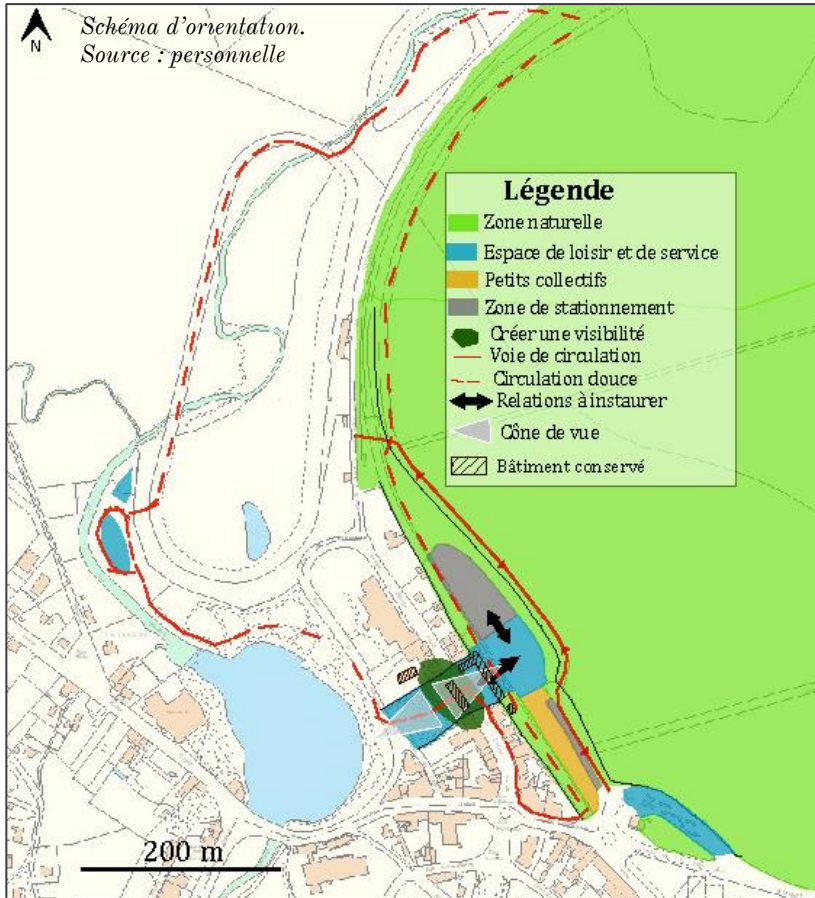 Schéma d'orientation.
Source : personnelle
N
Légende
Zone naturelle
Espace de loisir et de service
Petits collectifs
Zone de stationnement
Créer une visibilité
Voie de circulation
Circulation douce
Relations à instaurer
Cône de vue
Bâtiment conservé
200 m